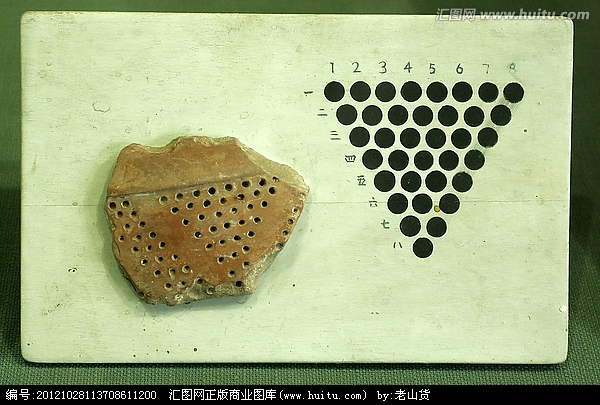 汇图网 www.huitu.com
1 2 3 4 5 6 7 8
一
二
三
四
五
六
七
八
编号:20121028113708611200 汇图网正版商业图库(www.huitu.com) by:老山货